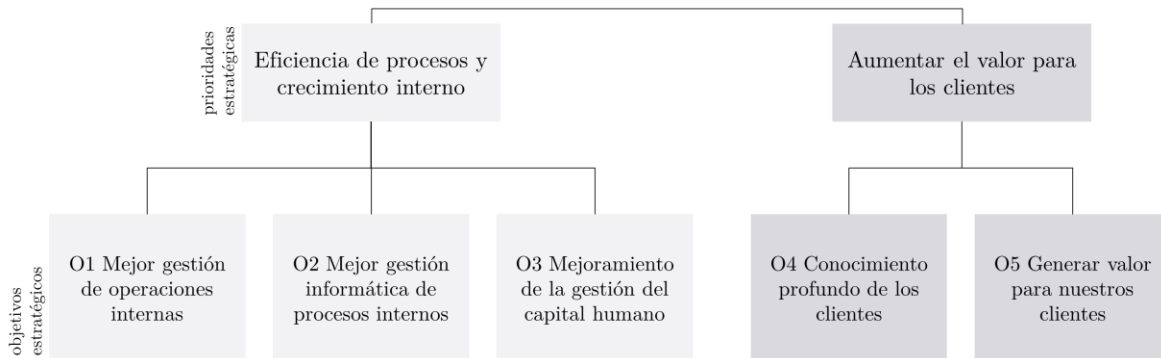 prioridades
estratégicas
Eficiencia de procesos y
crecimiento interno
Aumentar el valor para
los clientes
objetivos
estratégicos
O1 Mejor gestión
de operaciones
internas
O2 Mejor gestión
informática de
procesos internos
O3 Mejoramiento
de la gestión del
capital humano
O4 Conocimiento
profundo de los
clientes
O5 Generar valor
para nuestros
clientes